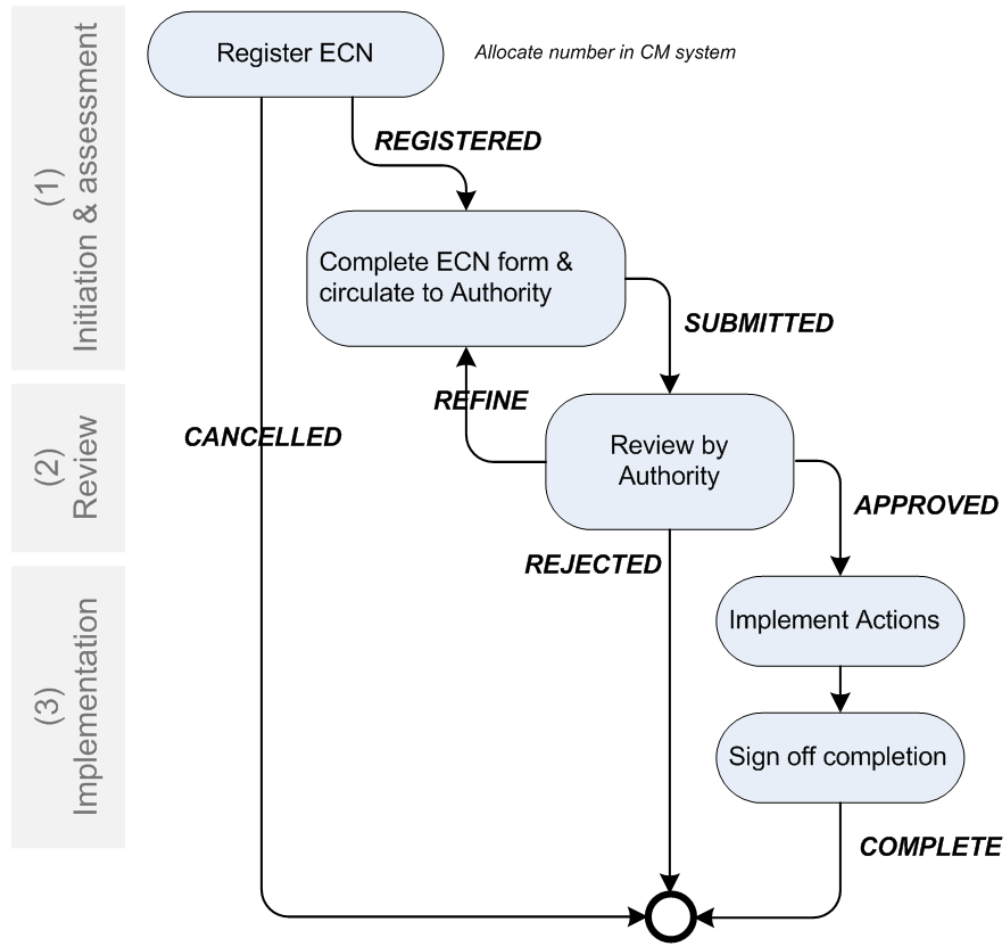 (1)
Initiation & assessment
Register ECN
Allocate number in CM system
REGISTERED
Complete ECN form &
circulate to Authority
SUBMITTED
(2)
Review
REFINE
CANCELLED
Review by
Authority
APPROVED
REJECTED
(3)
Implementation
Implement Actions
Sign off completion
COMPLETE